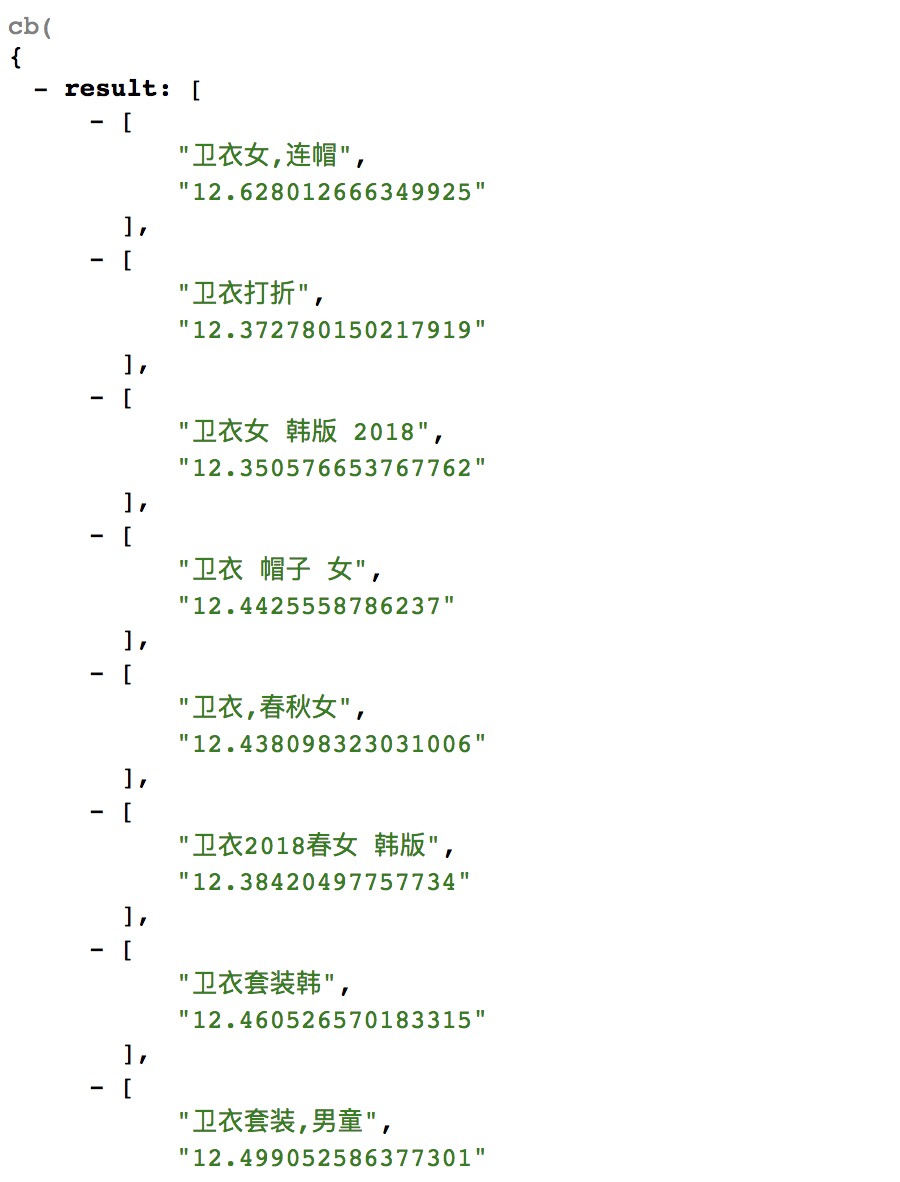 cb(
{
- result: [
- [
"卫衣女,连帽",
"12.628012666349925"
],
- [
"卫衣打折",
"12.372780150217919"
],
- [
"卫衣女 韩版 2018",
"12.350576653767762"
],
- [
"卫衣 帽子 女",
"12.4425558786237"
],
- [
"卫衣,春秋女",
"12.438098323031006"
],
- [
"卫衣2018春女 韩版",
"12.38420497757734"
],
- [
"卫衣套装韩",
"12.460526570183315"
],
- [
"卫衣套装,男童",
"12.499052586377301"